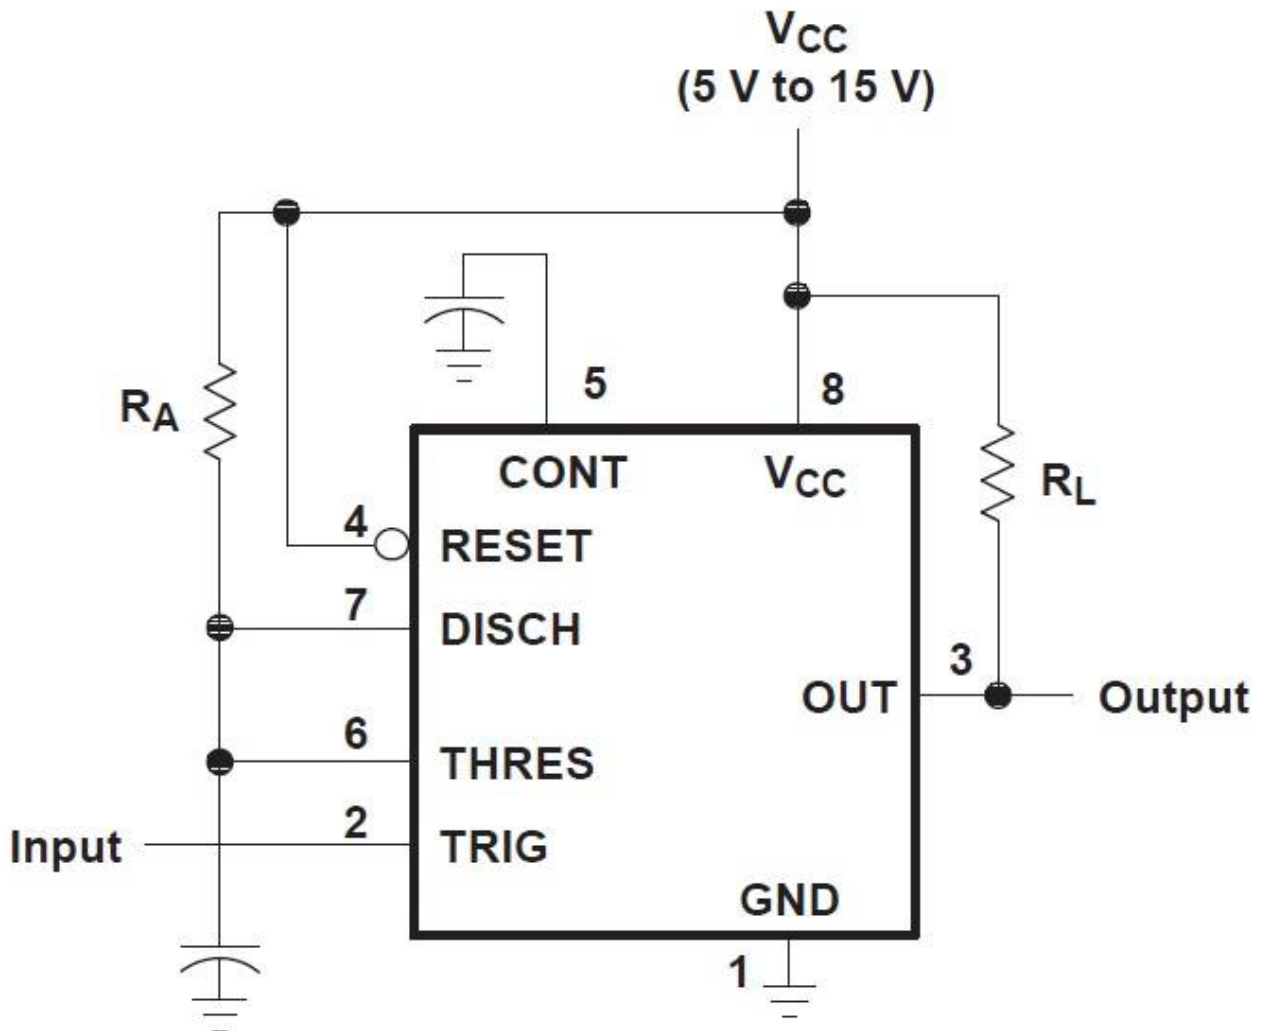 VCC
(5 V to 15 V)
5
8
RA
CONT
VCC
RL
4
RESET
7
DISCH
3
OUT
Output
6
THRES
2
Input
TRIG
GND
1